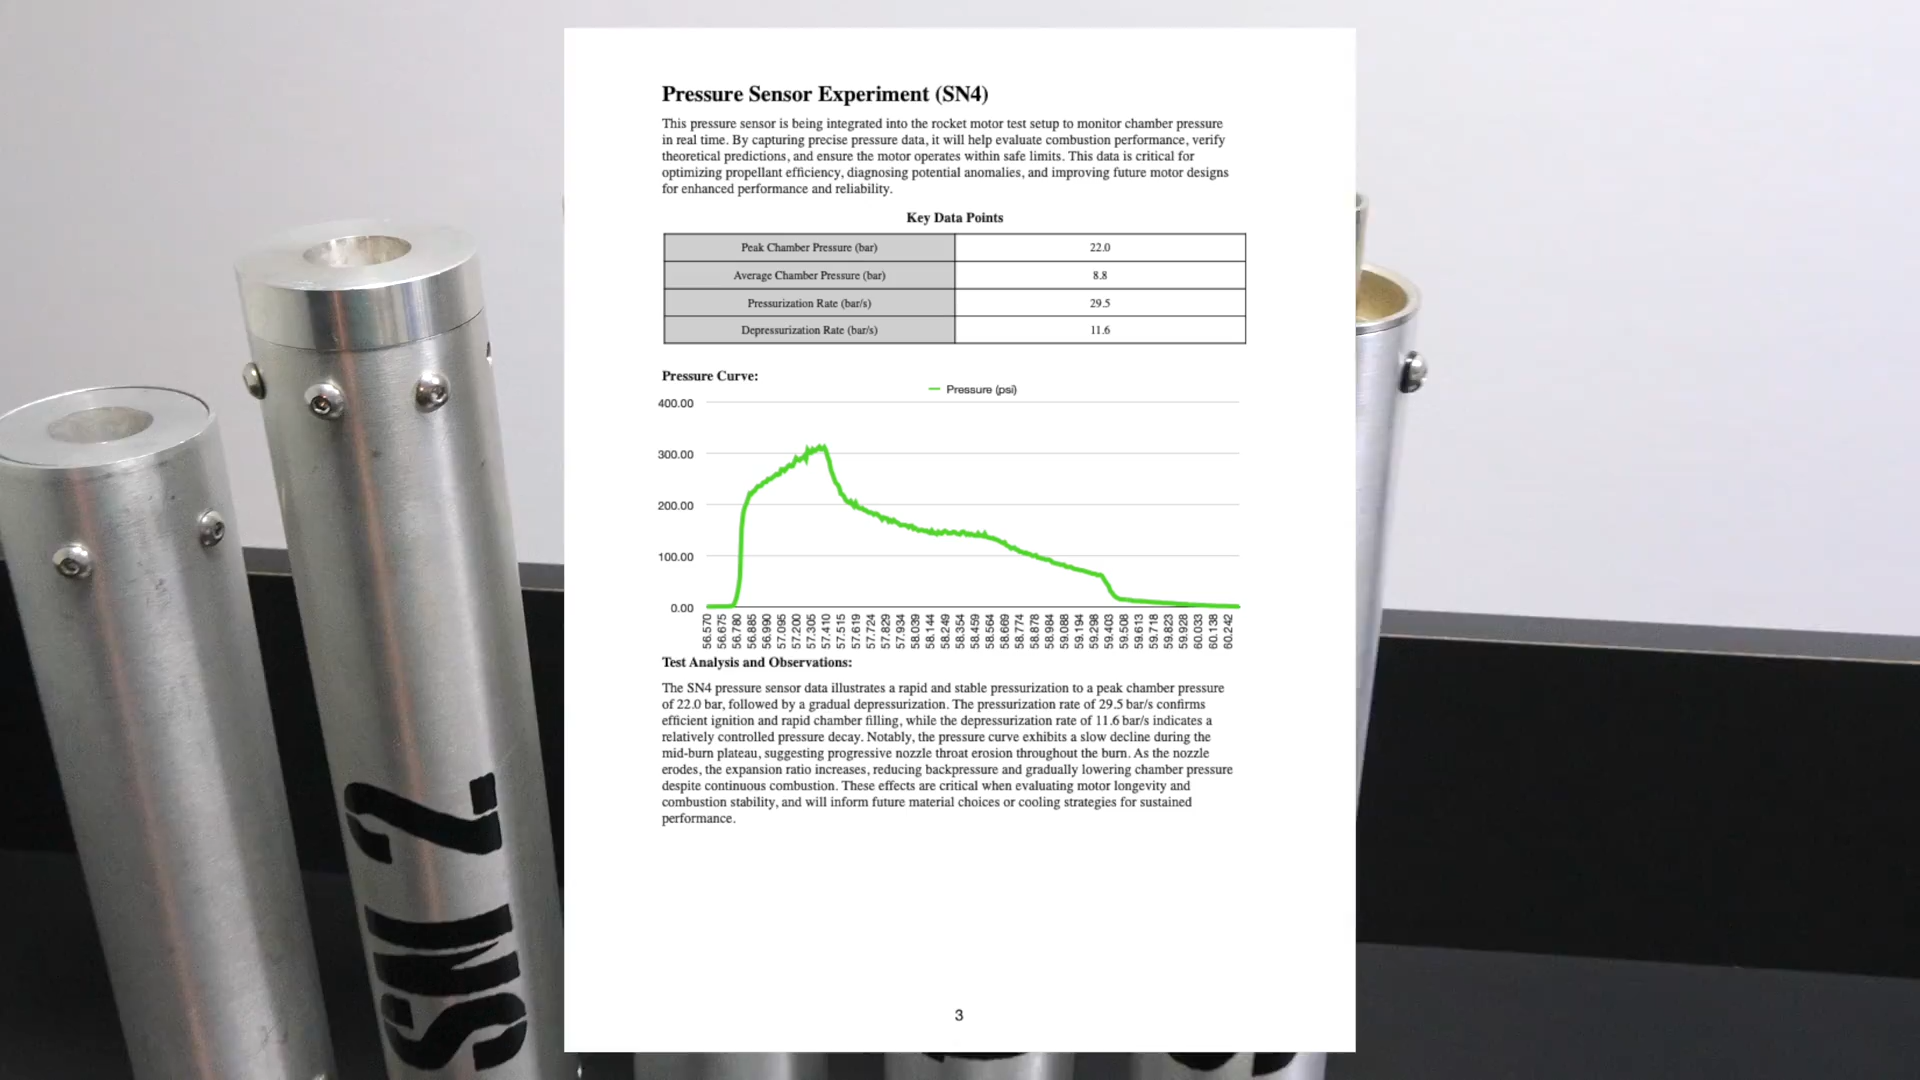 Pressure Sensor Experiment (SN4)
This pressure sensor is being integrated into the rocket motor test setup to monitor chamber pressure
in real time. By capturing precise pressure data, it will help evaluate combustion performance, verify
theoretical predictions, and ensure the motor operates within safe limits. This data is critical for
optimizing propellant efficiency, diagnosing potential anomalies, and improving future motor designs
for enhanced performance and reliability.
Key Data Points
Peak Chamber Pressure (bar) 22.0
Average Chamber Pressure (bar) 8.8
Pressurization Rate (bar/s) 29.5
Depressurization Rate (bar/s) 11.6
Pressure Curve:
Pressure (psi)
400.00
300.00
200.00
100.00
0.00
56.570 56.675 56.780 56.885 56.990 57.095 57.200 57.305 57.410 57.515 57.619 57.724 57.829 57.934 58.039 58.144 58.249 58.354 58.459 58.564 58.669 58.774 58.878 58.984 59.088 59.194 59.298 59.403 59.508 59.613 59.718 59.823 59.928 60.033 60.138 60.242
Test Analysis and Observations:
The SN4 pressure sensor data illustrates a rapid and stable pressurization to a peak chamber pressure
of 22.0 bar, followed by a gradual depressurization. The pressurization rate of 29.5 bar/s confirms
efficient ignition and rapid chamber filling, while the depressurization rate of 11.6 bar/s indicates a
relatively controlled pressure decay. Notably, the pressure curve exhibits a slow decline during the
mid-burn plateau, suggesting progressive nozzle throat erosion throughout the burn. As the nozzle
erodes, the expansion ratio increases, reducing backpressure and gradually lowering chamber pressure
despite continuous combustion. These effects are critical when evaluating motor longevity and
combustion stability, and will inform future material choices or cooling strategies for sustained
performance.
3
SN 2